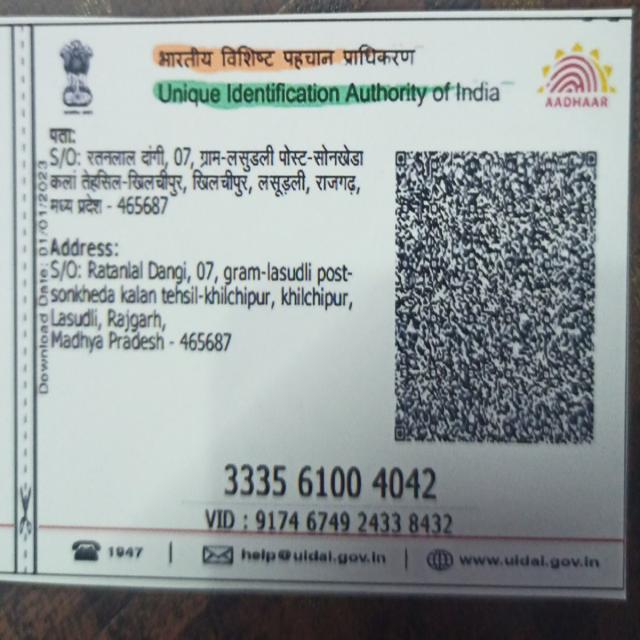 भारतीय विशिष्ट पहचान प्राधिकरण
Unique Identification Authority of India
AADHAAR
पता:
S/O: रतनलाल दांगी, 07, ग्राम-लसुडली पोस्ट-सोनखेडा
कलां तेहसिल-खिलचीपुर, खिलचीपुर, लसूड़ली, राजगढ़,
मध्य प्रदेश - 465687
Address:
S/O: Ratanlal Dangi, 07, gram-lasudli post-
sonkheda kalan tehsil-khilchipur, khilchipur,
Lasudli, Rajgarh,
Madhya Pradesh - 465687
Download Date: 01/01/2023
3335 6100 4042
VID : 9174 6749 2433 8432
1947 | help@uidai.gov.in | www.uidai.gov.in